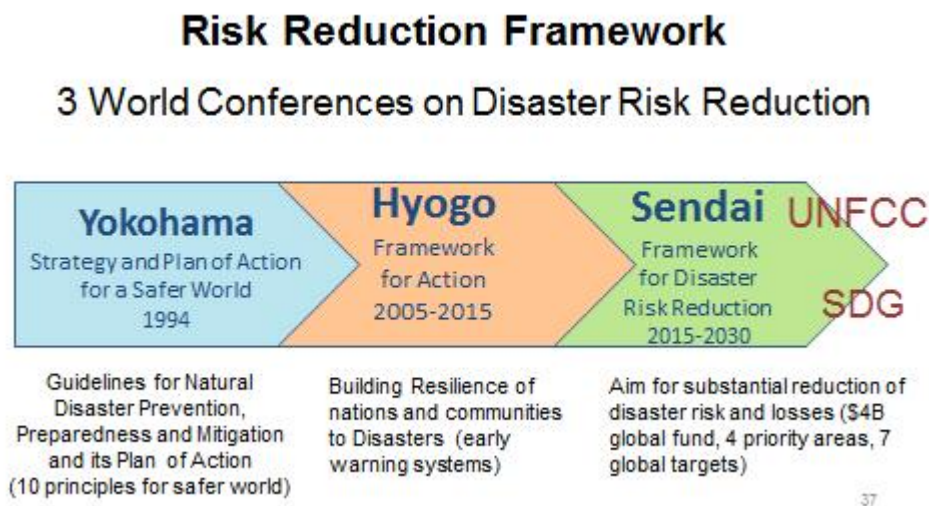 Risk Reduction Framework
3 World Conferences on Disaster Risk Reduction
Yokohama
Strategy and Plan of Action
for a Safer World
1994
Hyogo
Framework
for Action
2005-2015
Sendai
Framework
for Disaster
Risk Reduction
2015-2030
UNFCC
SDG
Guidelines for Natural
Disaster Prevention,
Preparedness and Mitigation
and its Plan of Action
(10 principles for safer world)
Building Resilience of
nations and communities
to Disasters (early
warning systems)
Aim for substantial reduction of
disaster risk and losses ($4B
global fund, 4 priority areas, 7
global targets)
37